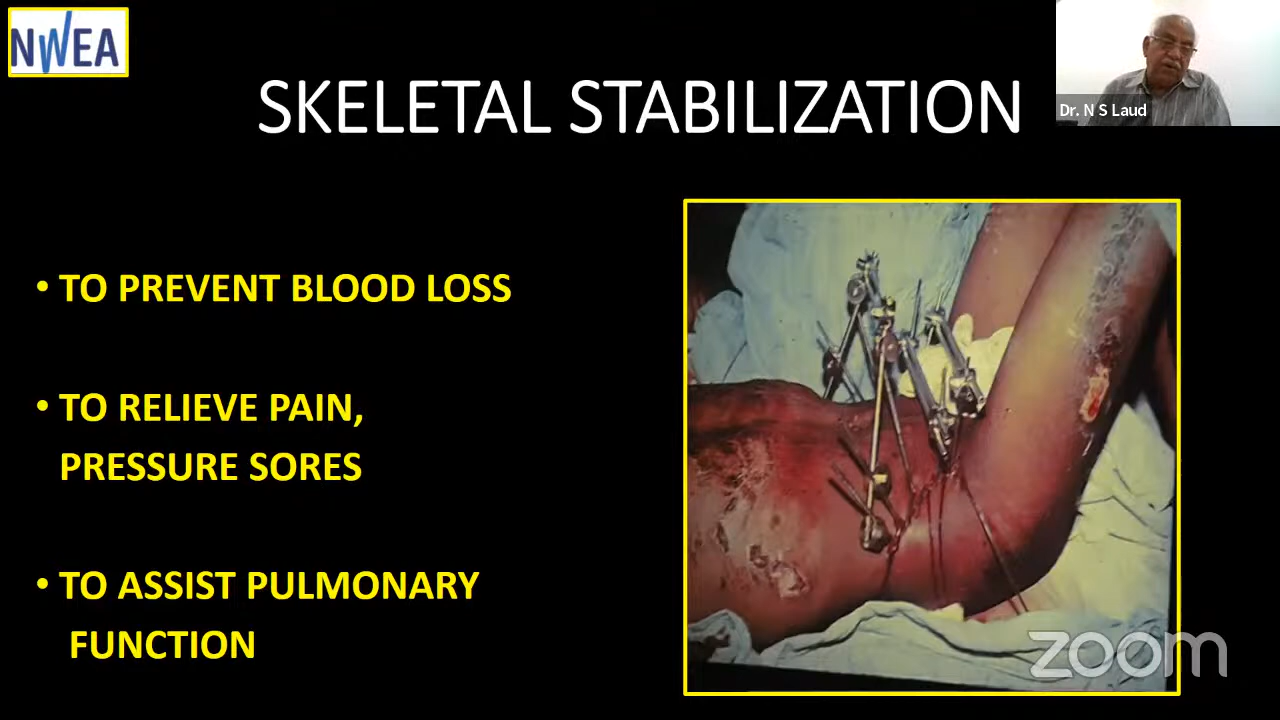 NWEA
Dr. N S Laud
SKELETAL STABILIZATION
• TO PREVENT BLOOD LOSS
• TO RELIEVE PAIN,
PRESSURE SORES
• TO ASSIST PULMONARY
FUNCTION
zoom